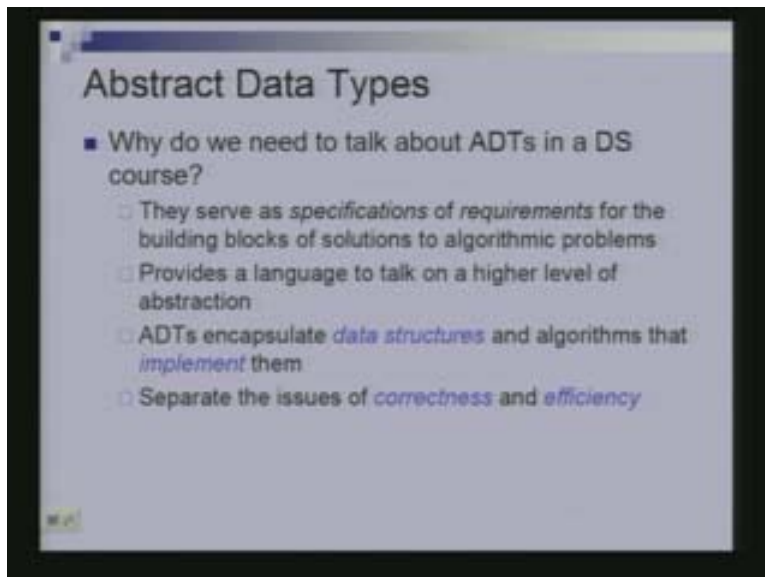 Abstract Data Types
Why do we need to talk about ADTs in a DS
course?
They serve as specifications of requirements for the
building blocks of solutions to algorithmic problems
Provides a language to talk on a higher level of
abstraction
ADTs encapsulate data structures and algorithms that
implement them
Separate the issues of correctness and efficiency